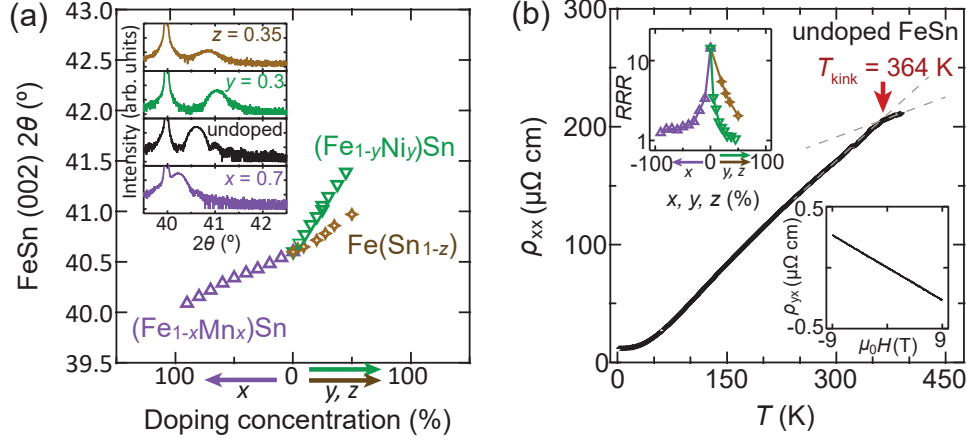 (a)
43.0
42.5
42.0
41.5
41.0
40.5
40.0
39.5
FeSn (002) 2θ (º)
Intensity (arb. units)
z = 0.35
y = 0.3
undoped
x = 0.7
40 41 42
2θ (º)
(Fe1-yNiy)Sn
Fe(Sn1-z)
(Fe1-xMnx)Sn
100 0 100
x y, z
Doping concentration (%)
(b)
300
200
100
0
ρxx (μΩ cm)
undoped FeSn
Tkink = 364 K
10
1
RRR
-100 0 100
x y, z
x, y, z (%)
0.5
-0.5
ρyx (μΩ cm)
-9 9
μ0H(T)
0 150 300 450
T (K)